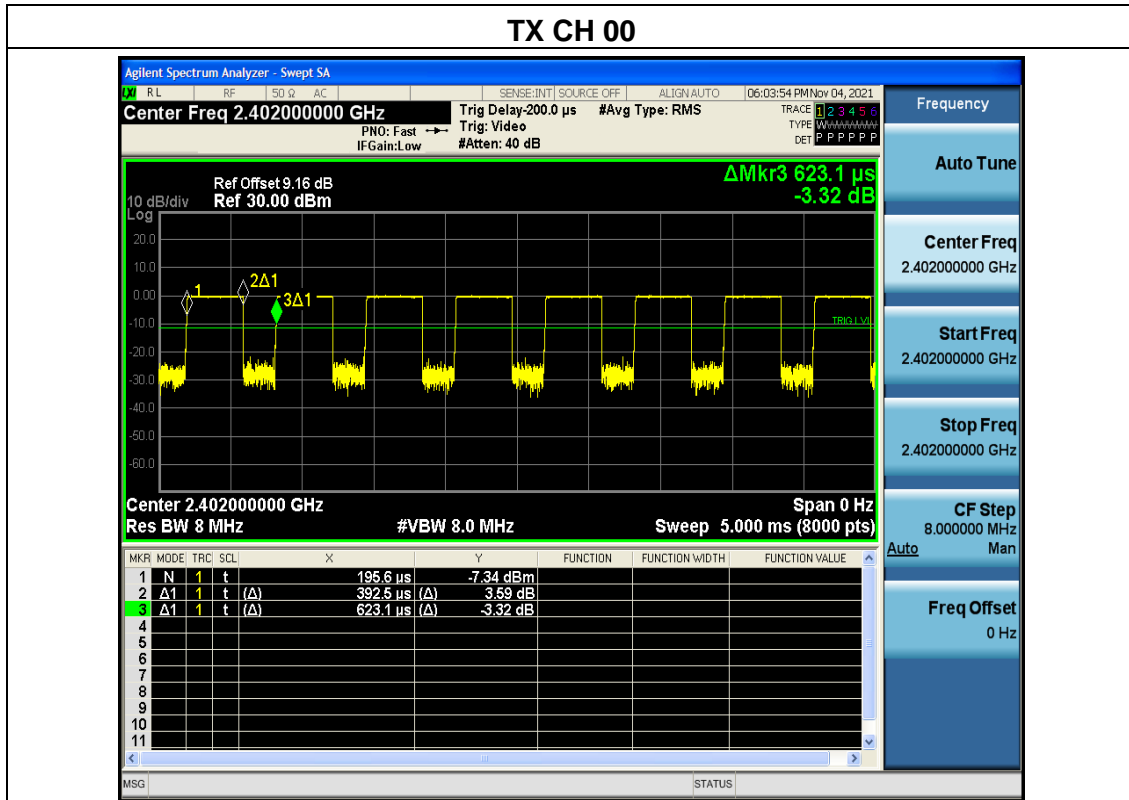 TX CH 00
Agilent Spectrum Analyzer - Swept SA
LXI RL RF 50 Ω AC SENSE:INT SOURCE OFF ALIGN AUTO 06:03:54 PM Nov 04, 2021
Center Freq 2.402000000 GHz
PNO: Fast
IFGain:Low
Trig Delay-200.0 µs #Avg Type: RMS
Trig: Video
#Atten: 40 dB
TRACE 1 2 3 4 5 6
TYPE WWWWWW
DET P P P P P P
Frequency
Auto Tune
Center Freq
2.402000000 GHz
Start Freq
2.402000000 GHz
Stop Freq
2.402000000 GHz
CF Step
8.000000 MHz
Auto Man
Freq Offset
0 Hz
ΔMkr3 623.1 µs
-3.32 dB
Ref Offset 9.16 dB
10 dB/div Ref 30.00 dBm
Log
20.0
10.0
0.00
-10.0
-20.0
-30.0
-40.0
-50.0
-60.0
1
2Δ1
3Δ1
TRIG LVL
Center 2.402000000 GHz Span 0 Hz
Res BW 8 MHz #VBW 8.0 MHz Sweep 5.000 ms (8000 pts)
MKR MODE TRC SCL X Y FUNCTION FUNCTION WIDTH FUNCTION VALUE
1 N 1 t 195.6 µs -7.34 dBm
2 Δ1 1 t (Δ) 392.5 µs (Δ) 3.59 dB
3 Δ1 1 t (Δ) 623.1 µs (Δ) -3.32 dB
4
5
6
7
8
9
10
11
MSG STATUS